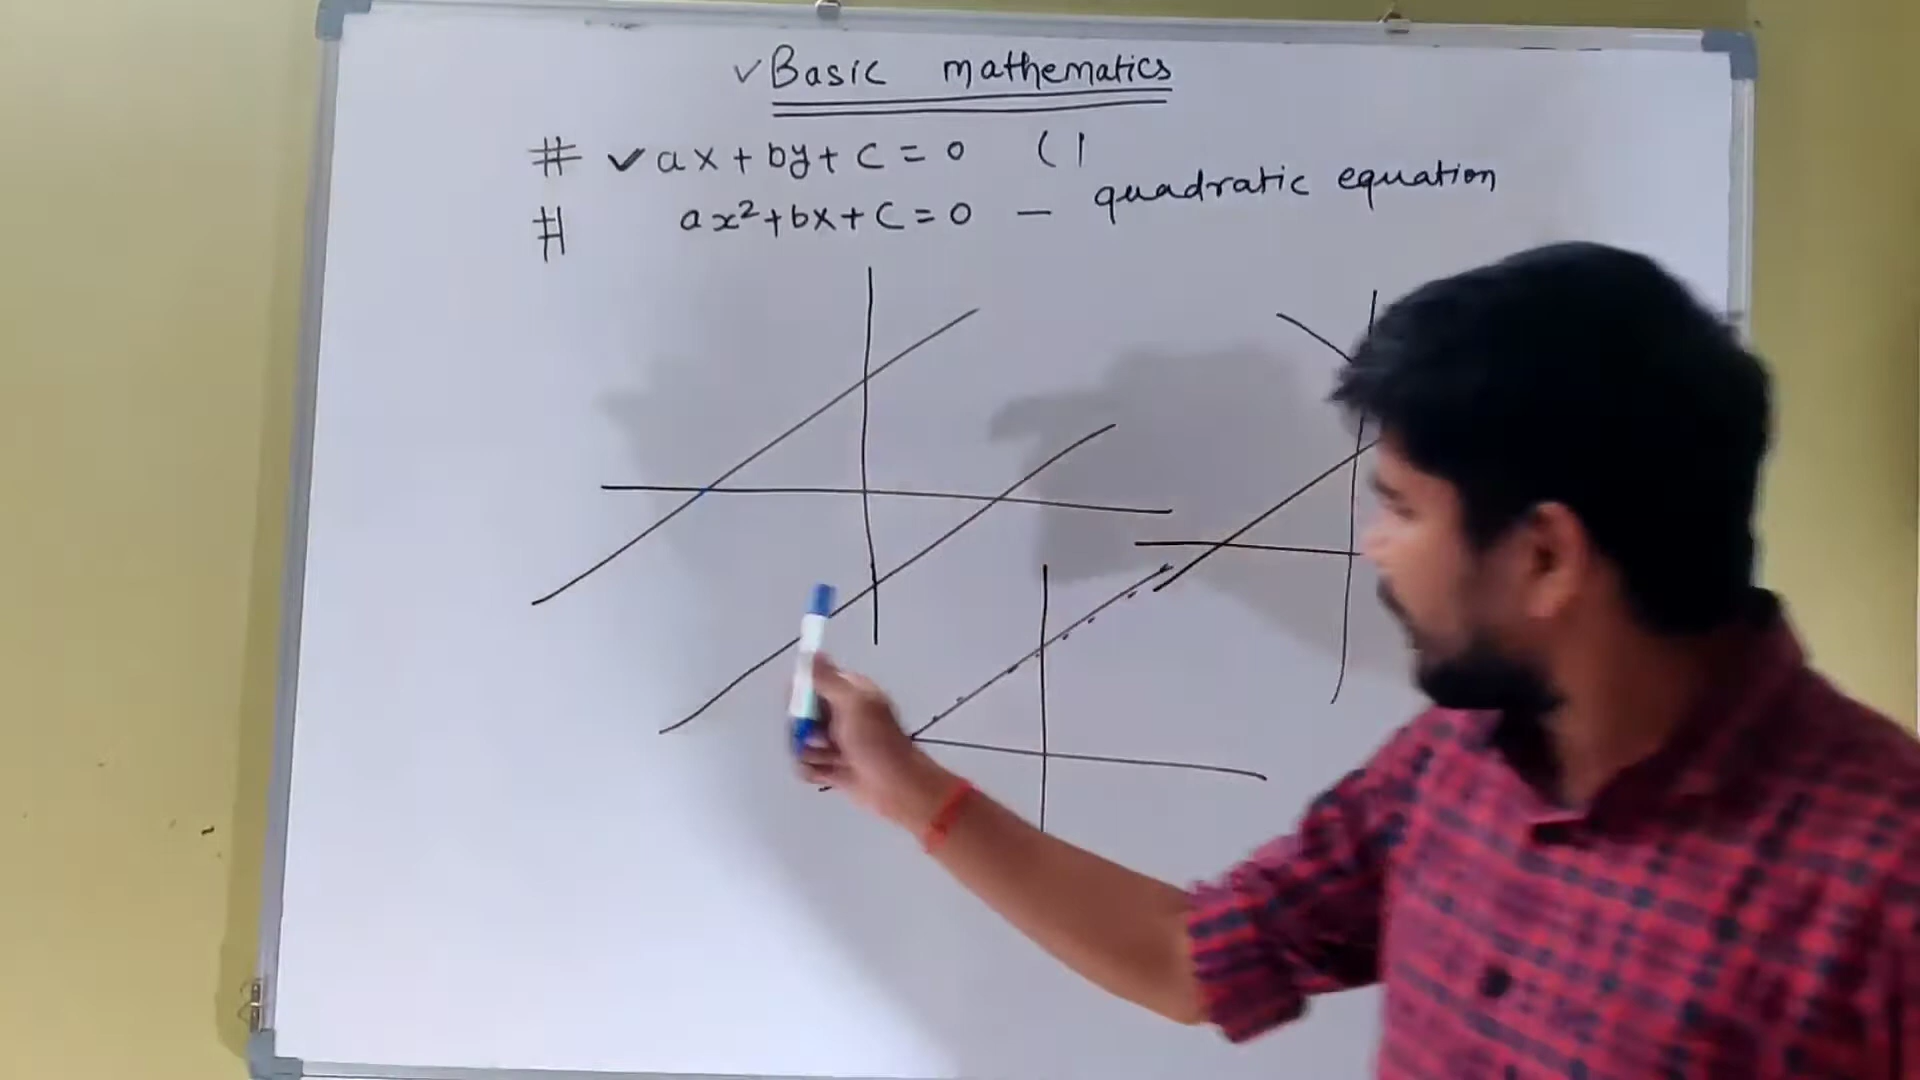 ✓ Basic mathematics
# ✓ ax + by + c = 0 (1
# ax² + bx + c = 0 — quadratic equation